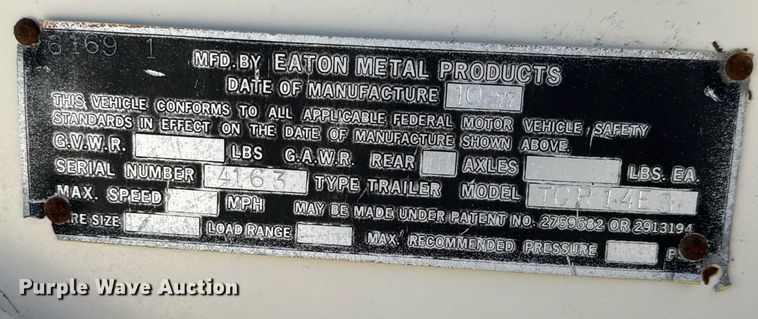 6169 1
MFD. BY EATON METAL PRODUCTS
DATE OF MANUFACTURE
THIS VEHICLE CONFORMS TO ALL APPLICABLE FEDERAL MOTOR VEHICLE SAFETY
STANDARDS IN EFFECT ON THE DATE OF MANUFACTURE SHOWN ABOVE.
G.V.W.R. LBS G.A.W.R. REAR AXLES LBS. EA.
SERIAL NUMBER 4163 TYPE TRAILER MODEL
MAX. SPEED MPH MAY BE MADE UNDER PATENT NO. 2759582 OR 2913194
RE SIZE LOAD RANGE MAX. RECOMMENDED PRESSURE P
Purple Wave Auction